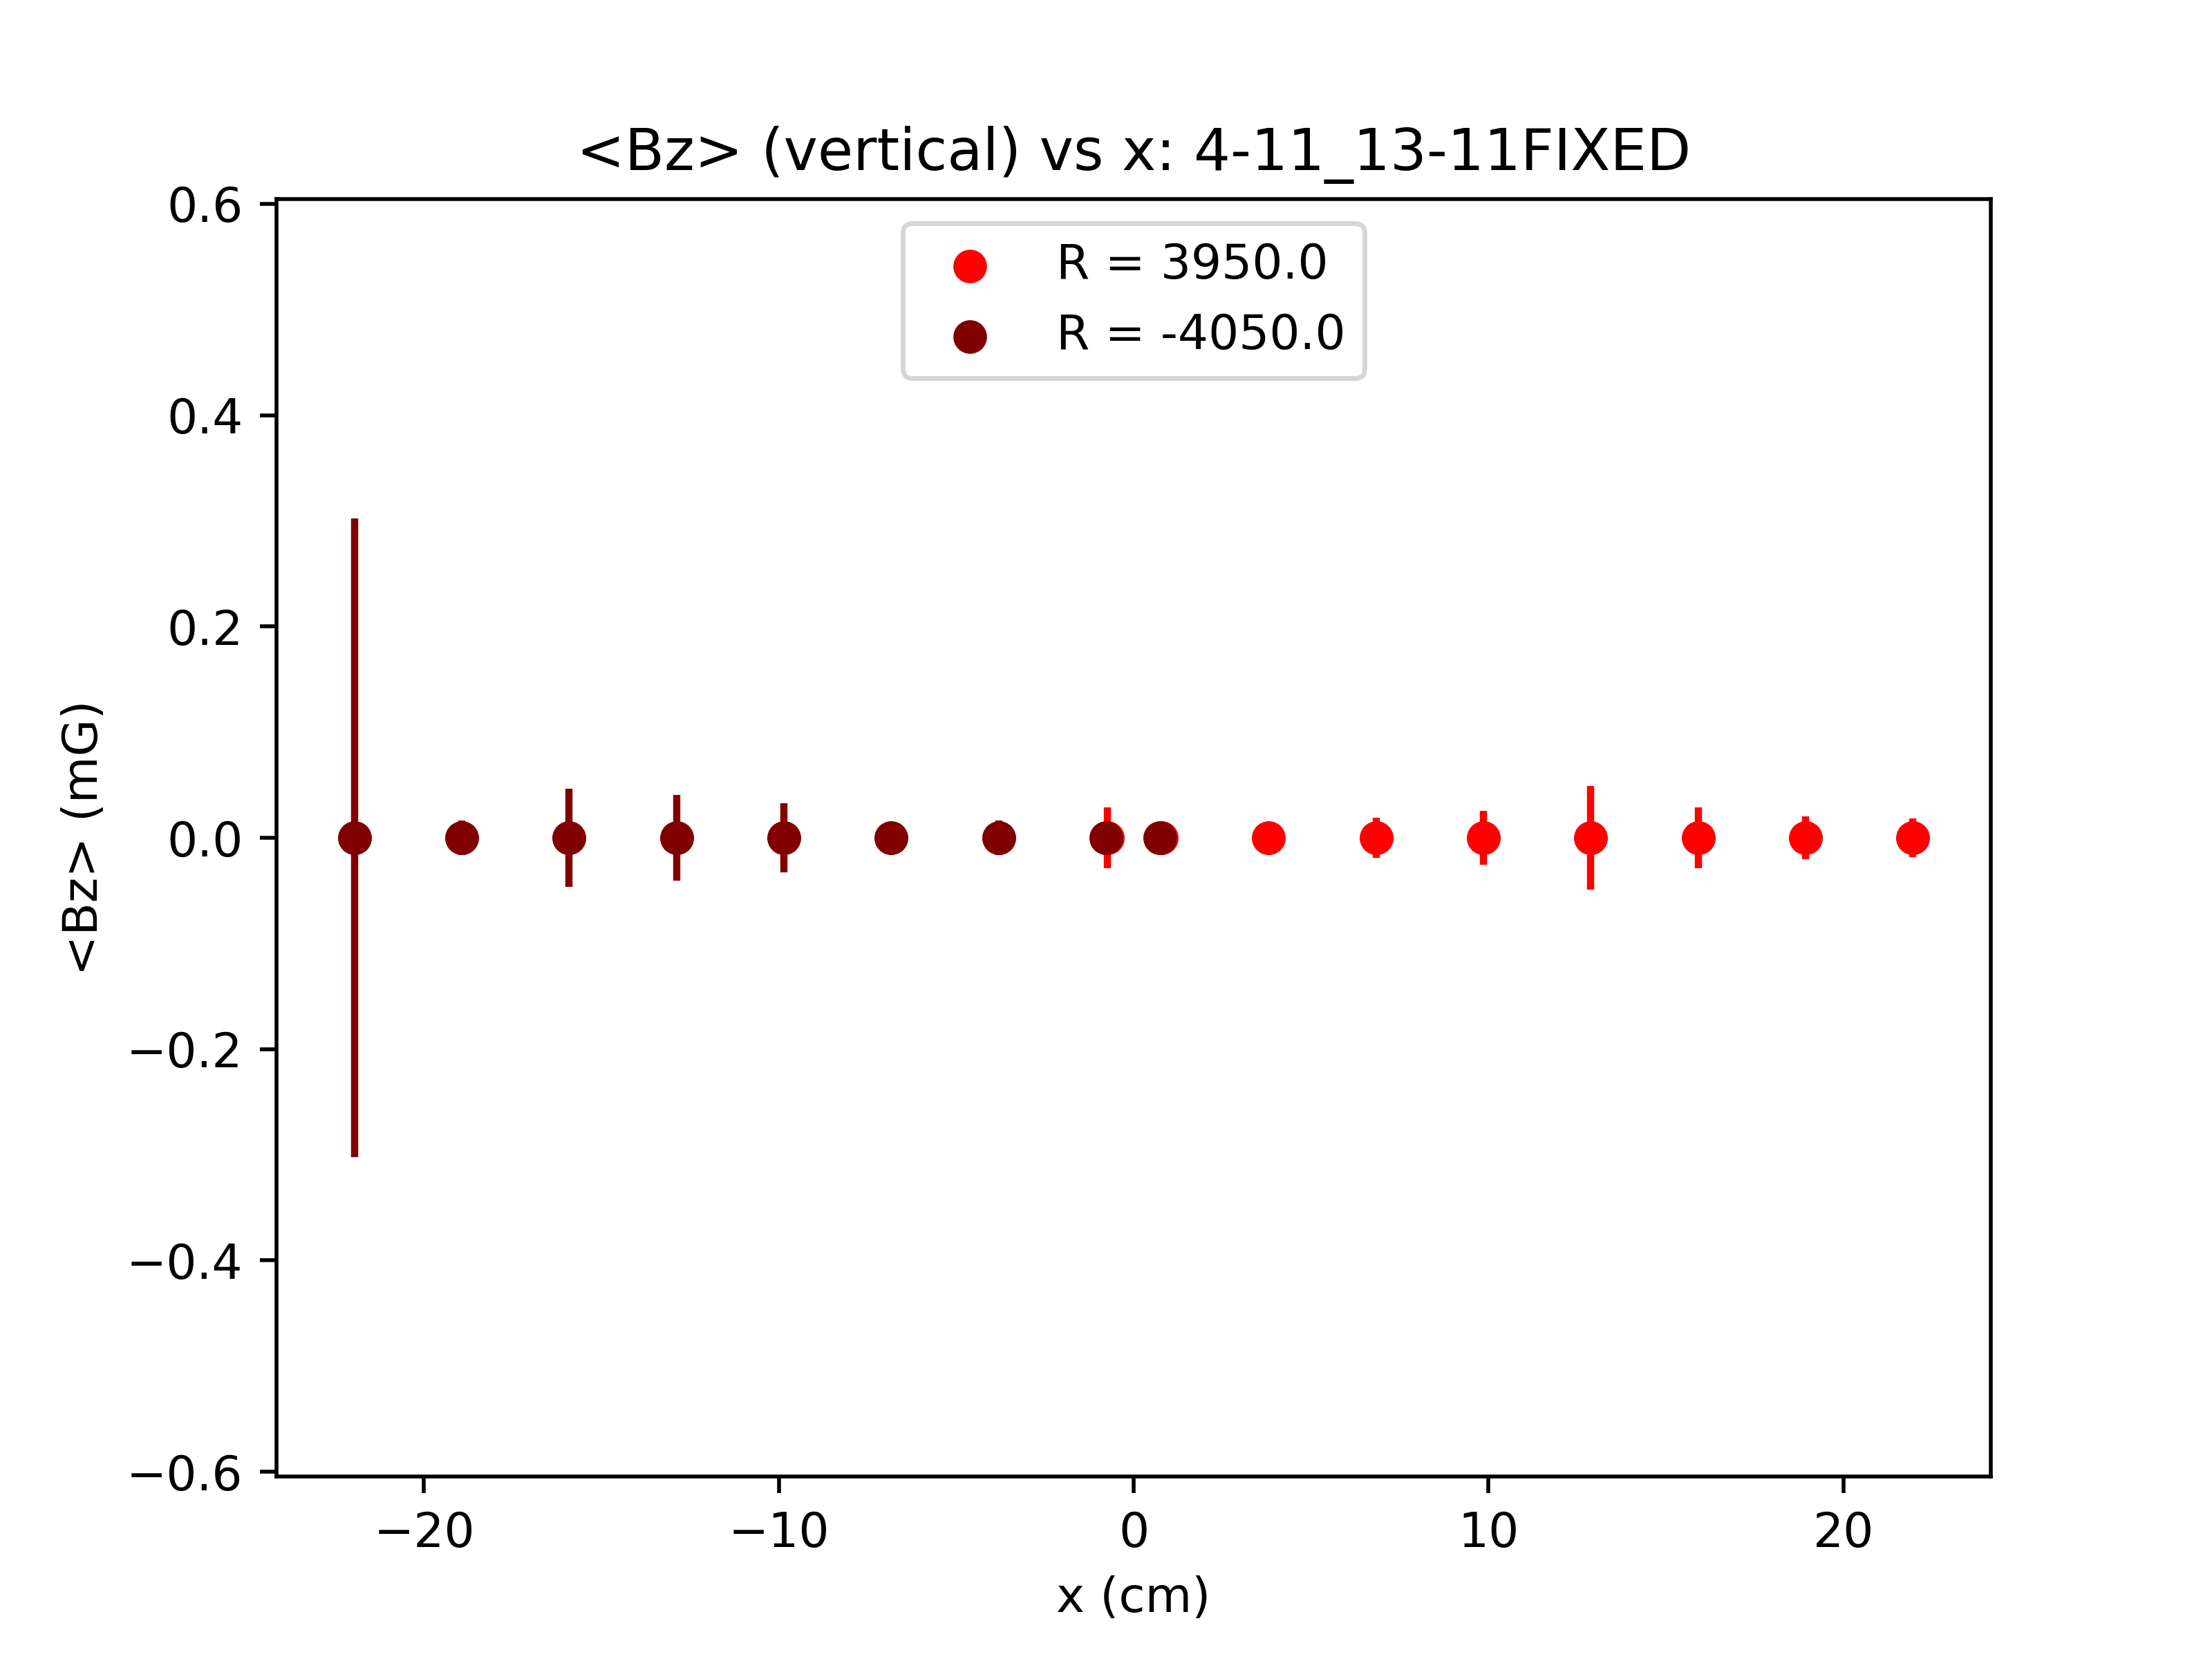 <Bz> (vertical) vs x: 4-11_13-11FIXED
R = 3950.0
R = -4050.0
<Bz> (mG)
0.6
0.4
0.2
0.0
−0.2
−0.4
−0.6
−20
−10
0
10
20
x (cm)